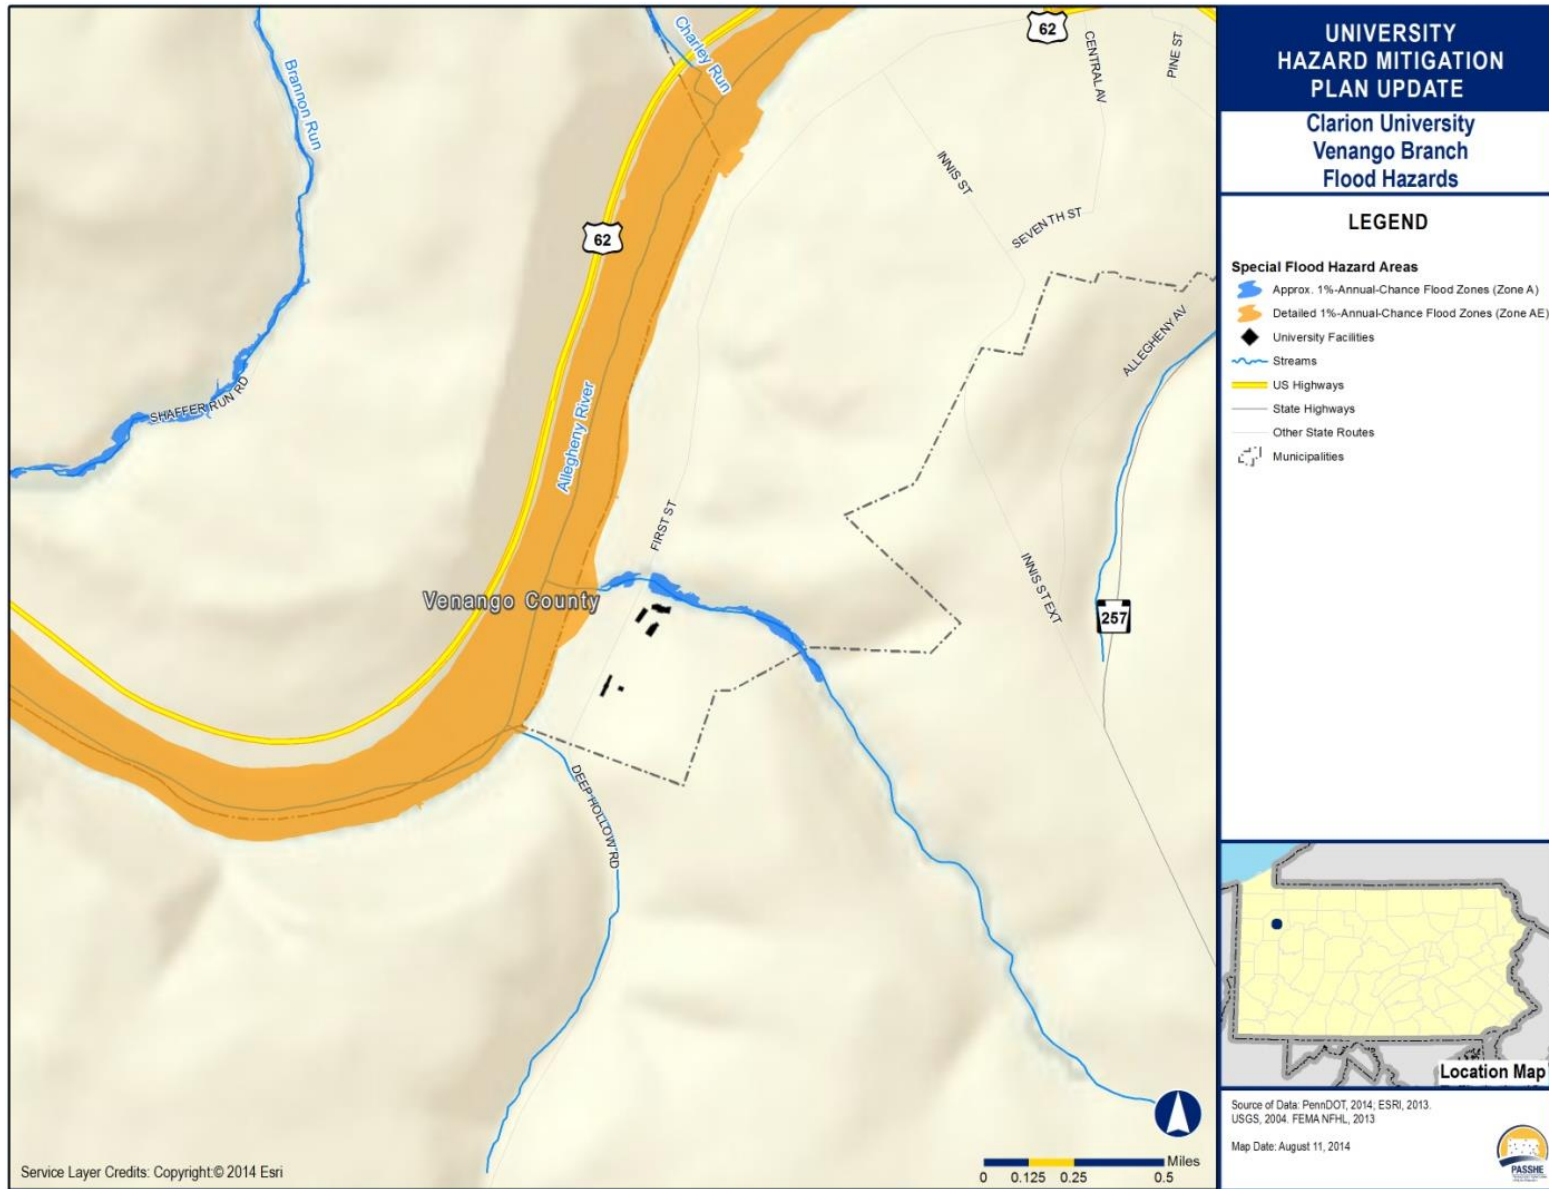 UNIVERSITY
HAZARD MITIGATION
PLAN UPDATE
Clarion University
Venango Branch
Flood Hazards
LEGEND
Special Flood Hazard Areas
Approx. 1%-Annual-Chance Flood Zones (Zone A)
Detailed 1%-Annual-Chance Flood Zones (Zone AE)
University Facilities
Streams
US Highways
State Highways
Other State Routes
Municipalities
Location Map
Source of Data: PennDOT, 2014; ESRI, 2013.
USGS, 2004. FEMA NFHL, 2013
Map Date: August 11, 2014
PASSHE
Brannon Run
Charley Run
62
CENTRAL AV
PINE ST
INNIS ST
SEVENTH ST
62
ALLEGHENY AV
SHAFFER RUN RD
Allegheny River
FIRST ST
INNIS ST EXT
Venango County
257
DEEP HOLLOW RD
Miles
0 0.125 0.25 0.5
Service Layer Credits: Copyright:© 2014 Esri